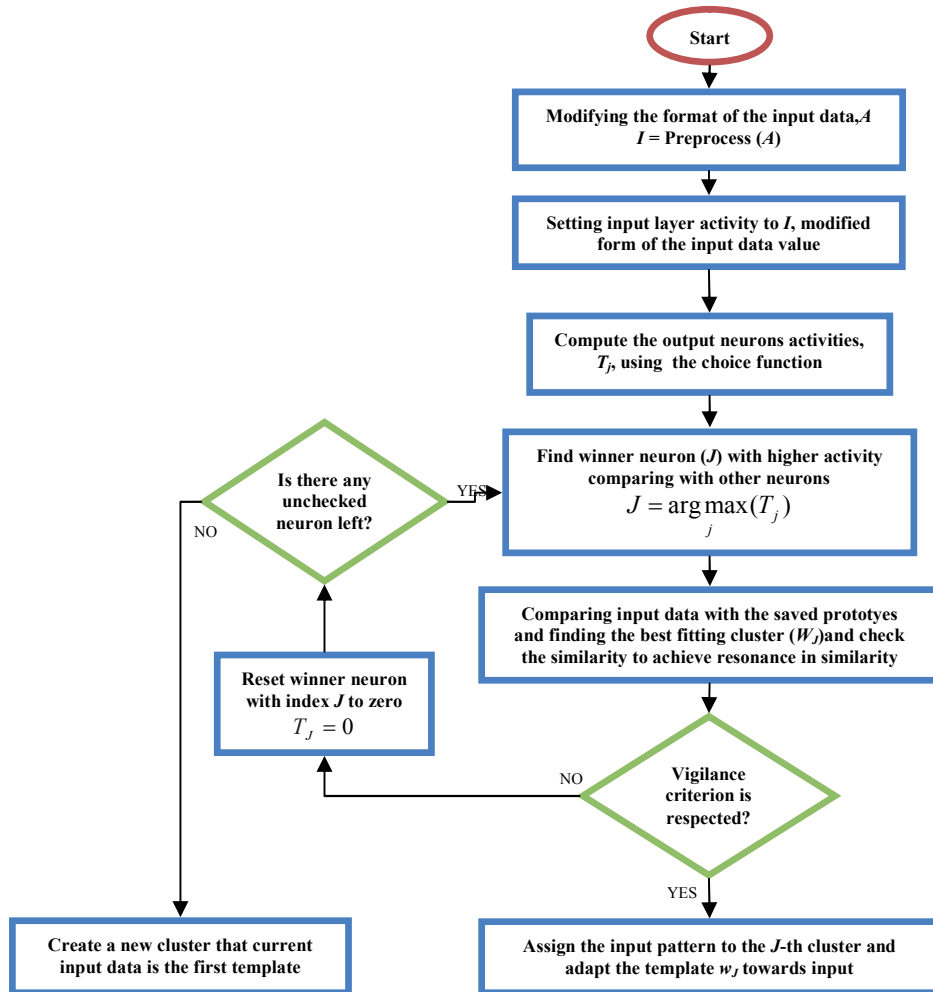 Start
Modifying the format of the input data,A
I = Preprocess (A)
Setting input layer activity to I, modified
form of the input data value
Compute the output neurons activities,
Tj, using the choice function
Find winner neuron (J) with higher activity
comparing with other neurons
J = arg max(Tj)
j
Is there any
unchecked
neuron left?
YES
NO
Comparing input data with the saved prototyes
and finding the best fitting cluster (WJ)and check
the similarity to achieve resonance in similarity
Reset winner neuron
with index J to zero
TJ = 0
Vigilance
criterion is
respected?
NO
YES
Create a new cluster that current
input data is the first template
Assign the input pattern to the J-th cluster and
adapt the template wJ towards input